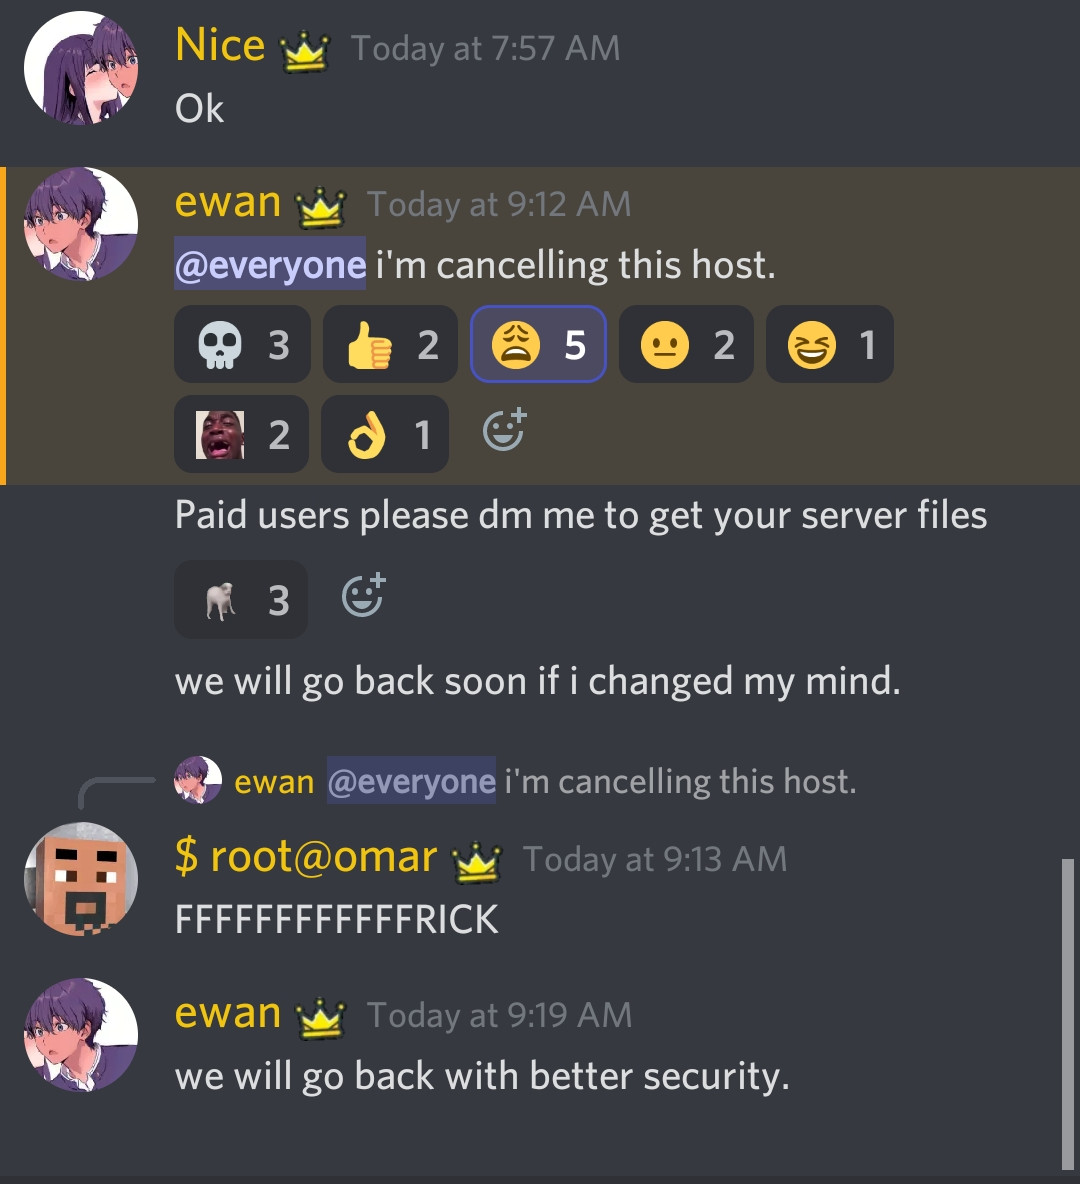 Nice Today at 7:57 AM
Ok
ewan Today at 9:12 AM
@everyone i'm cancelling this host.
3 2 5 2 1
2 1
Paid users please dm me to get your server files
3
we will go back soon if i changed my mind.
ewan @everyone i'm cancelling this host.
$ root@omar Today at 9:13 AM
FFFFFFFFFFFFRICK
ewan Today at 9:19 AM
we will go back with better security.